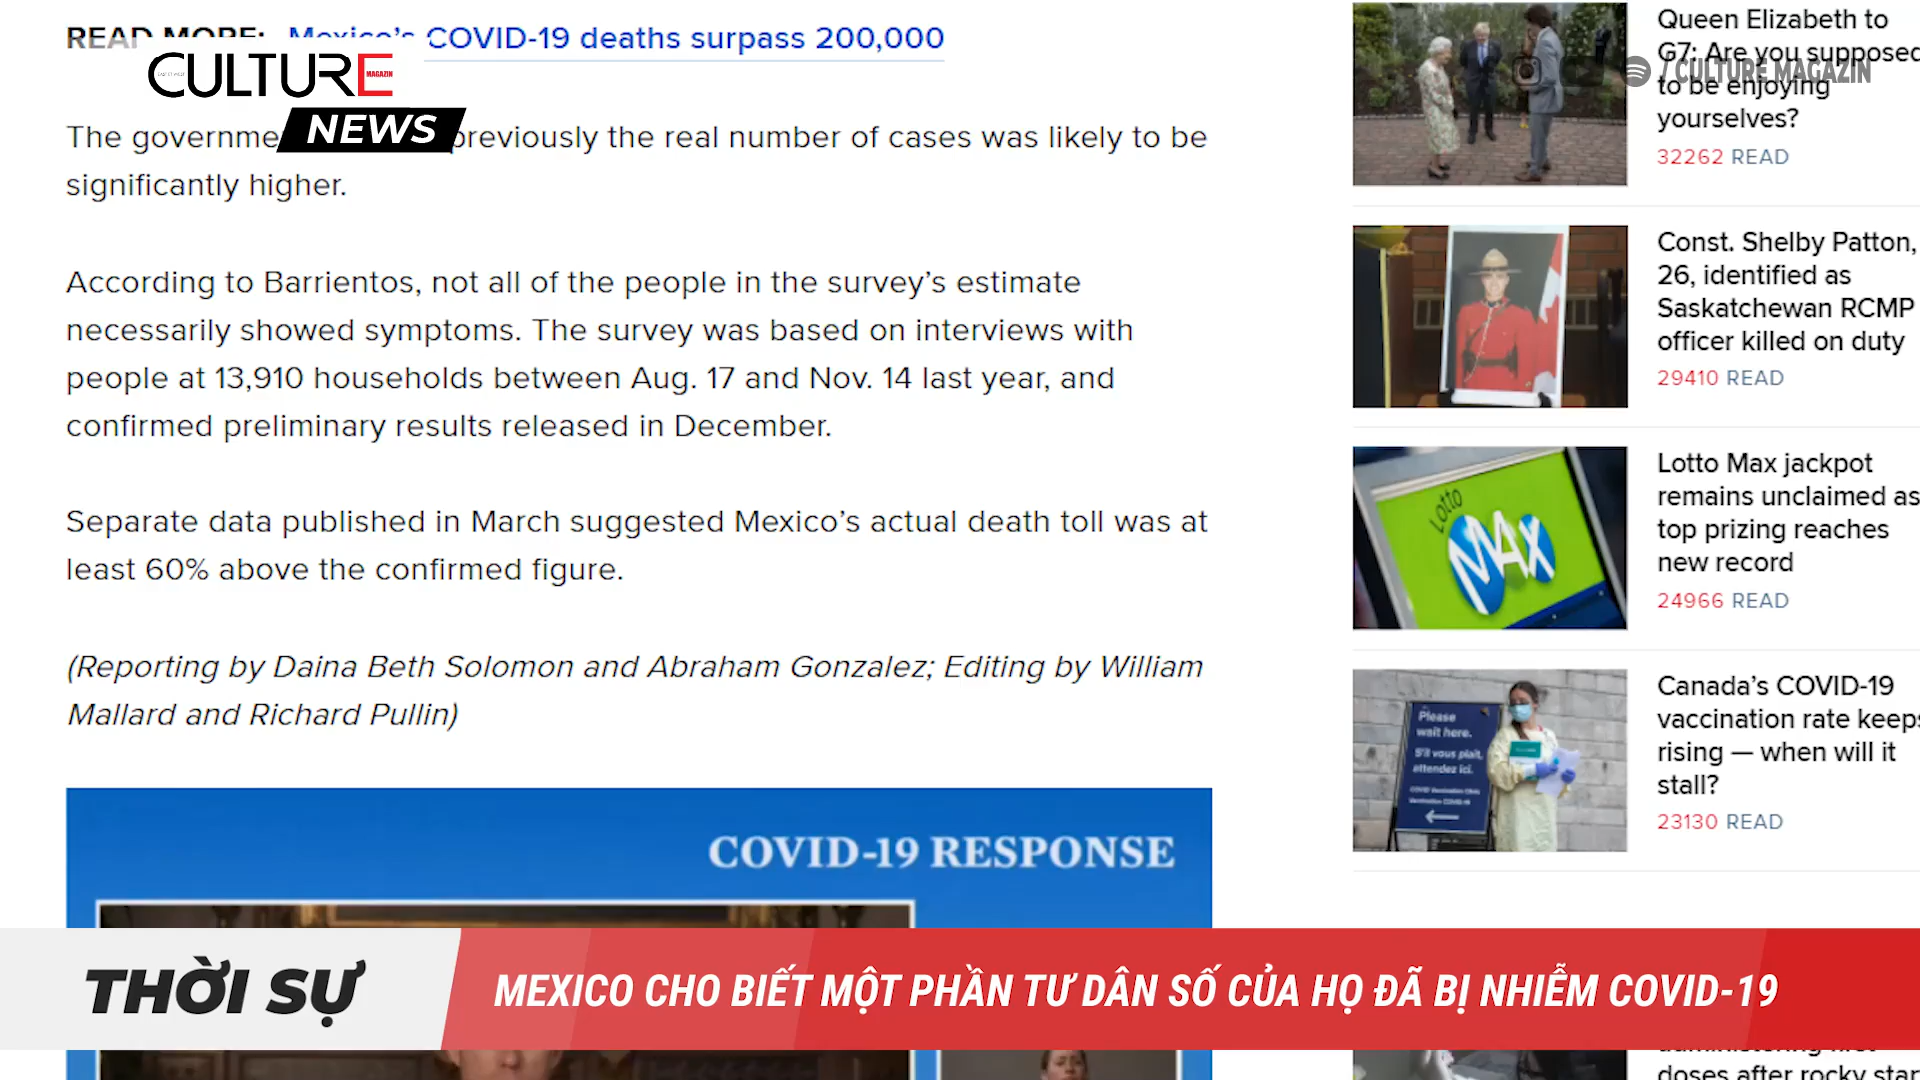 READ MORE: Mexico's COVID-19 deaths surpass 200,000
CULTURE
MAGAZIN
NEWS
/ CULTURE MAGAZIN
The previously the real number of cases was likely to be
significantly higher.
According to Barrientos, not all of the people in the survey's estimate
necessarily showed symptoms. The survey was based on interviews with
people at 13,910 households between Aug. 17 and Nov. 14 last year, and
confirmed preliminary results released in December.
Separate data published in March suggested Mexico's actual death toll was at
least 60% above the confirmed figure.
(Reporting by Daina Beth Solomon and Abraham Gonzalez; Editing by William
Mallard and Richard Pullin)
COVID-19 RESPONSE
Queen Elizabeth to
G7: Are you supposed
to be enjoying
yourselves?
32262 READ
Const. Shelby Patton,
26, identified as
Saskatchewan RCMP
officer killed on duty
29410 READ
Lotto
MAX
Lotto Max jackpot
remains unclaimed as
top prizing reaches
new record
24966 READ
Please
wait here.
S'il vous plaît,
attendez ici.
Canada's COVID-19
vaccination rate keeps
rising — when will it
stall?
23130 READ
doses after rocky start
THỜI SỰ
MEXICO CHO BIẾT MỘT PHẦN TƯ DÂN SỐ CỦA HỌ ĐÃ BỊ NHIỄM COVID-19